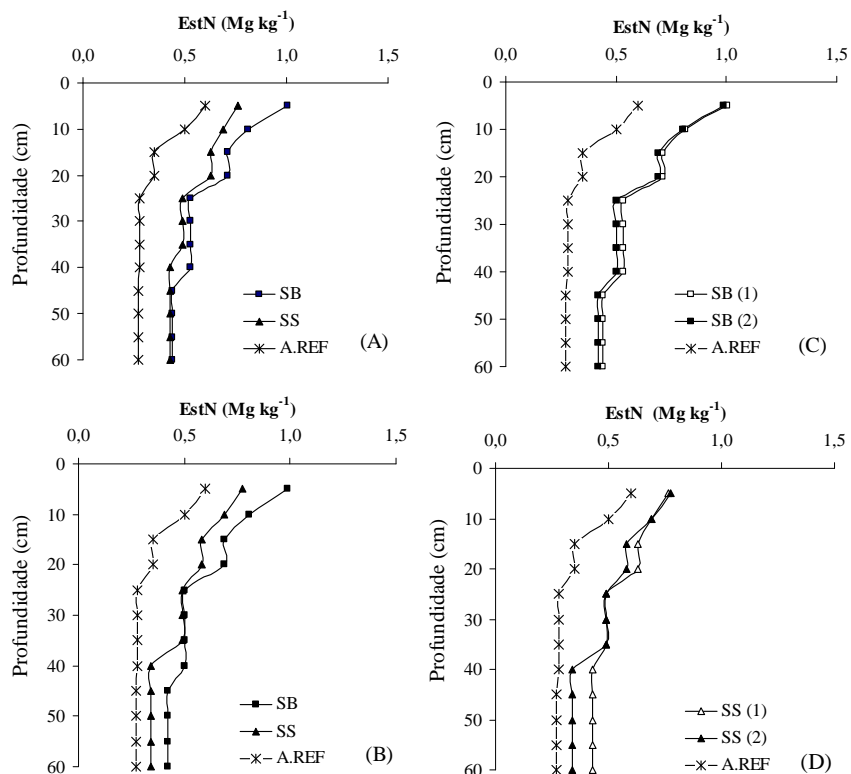 EstN (Mg kg⁻¹)
0,0 0,5 1,0 1,5
0
10
20
30
40
50
60
Profundidade (cm)
SB
SS
A.REF
(A)
EstN (Mg kg⁻¹)
0,0 0,5 1,0 1,5
0
10
20
30
40
50
60
Profundidade (cm)
SB (1)
SB (2)
A.REF
(C)
EstN (Mg kg⁻¹)
0,0 0,5 1,0 1,5
0
10
20
30
40
50
60
Profundidade (cm)
SB
SS
A.REF
(B)
EstN (Mg kg⁻¹)
0,0 0,5 1,0 1,5
0
10
20
30
40
50
60
Profundidade (cm)
SS (1)
SS (2)
A.REF
(D)